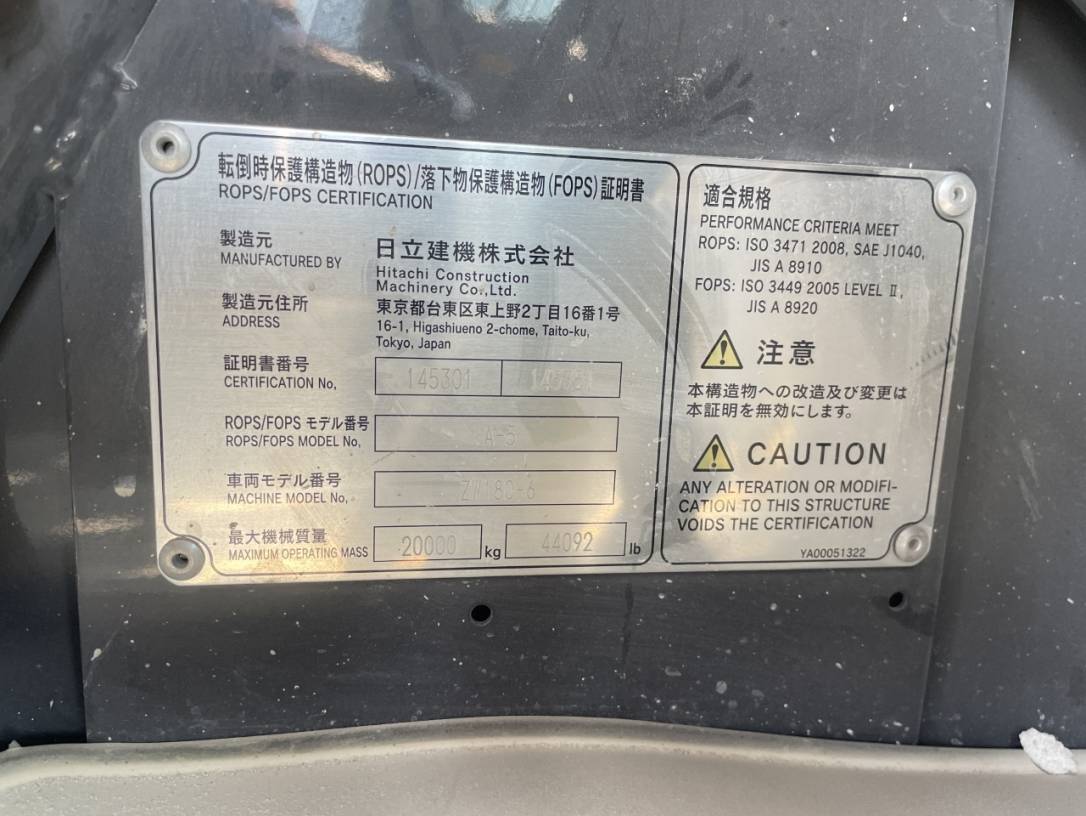 転倒時保護構造物(ROPS)/落下物保護構造物(FOPS)証明書
ROPS/FOPS CERTIFICATION
製造元
MANUFACTURED BY
日立建機株式会社
Hitachi Construction
Machinery Co.,Ltd.
製造元住所
ADDRESS
東京都台東区東上野2丁目16番1号
16-1, Higashiueno 2-chome, Taito-ku,
Tokyo, Japan
証明書番号
CERTIFICATION No.
145301
ROPS/FOPS モデル番号
ROPS/FOPS MODEL No.
A-5
車両モデル番号
MACHINE MODEL No.
ZW180-6
最大機械質量
MAXIMUM OPERATING MASS
20000 kg 44092 lb
適合規格
PERFORMANCE CRITERIA MEET
ROPS: ISO 3471 2008, SAE J1040,
JIS A 8910
FOPS: ISO 3449 2005 LEVEL Ⅱ,
JIS A 8920
注意
本構造物への改造及び変更は
本証明を無効にします。
CAUTION
ANY ALTERATION OR MODIFI-
CATION TO THIS STRUCTURE
VOIDS THE CERTIFICATION
YA00051322